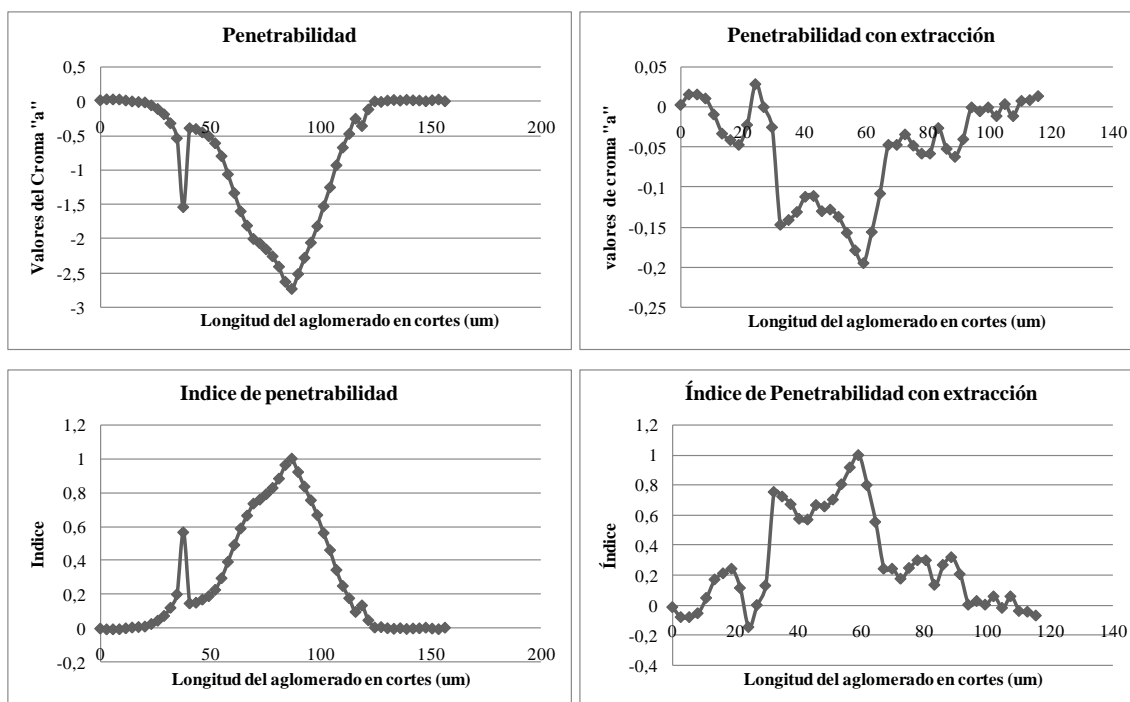 Penetrabilidad
0,5
0
-0,5
-1
-1,5
-2
-2,5
-3
0 50 100 150 200
Valores del Croma "a"
Longitud del aglomerado en cortes (um)
Penetrabilidad con extracción
0,05
0
-0,05
-0,1
-0,15
-0,2
-0,25
0 20 40 60 80 100 120 140
valores de croma "a"
Longitud del aglomerado en cortes (um)
Indice de penetrabilidad
1,2
1
0,8
0,6
0,4
0,2
0
-0,2
0 50 100 150 200
Indice
Longitud del aglomerado en cortes (um)
Índice de Penetrabilidad con extracción
1,2
1
0,8
0,6
0,4
0,2
0
-0,2
-0,4
0 20 40 60 80 100 120 140
Índice
Longitud del aglomerado en cortes (um)